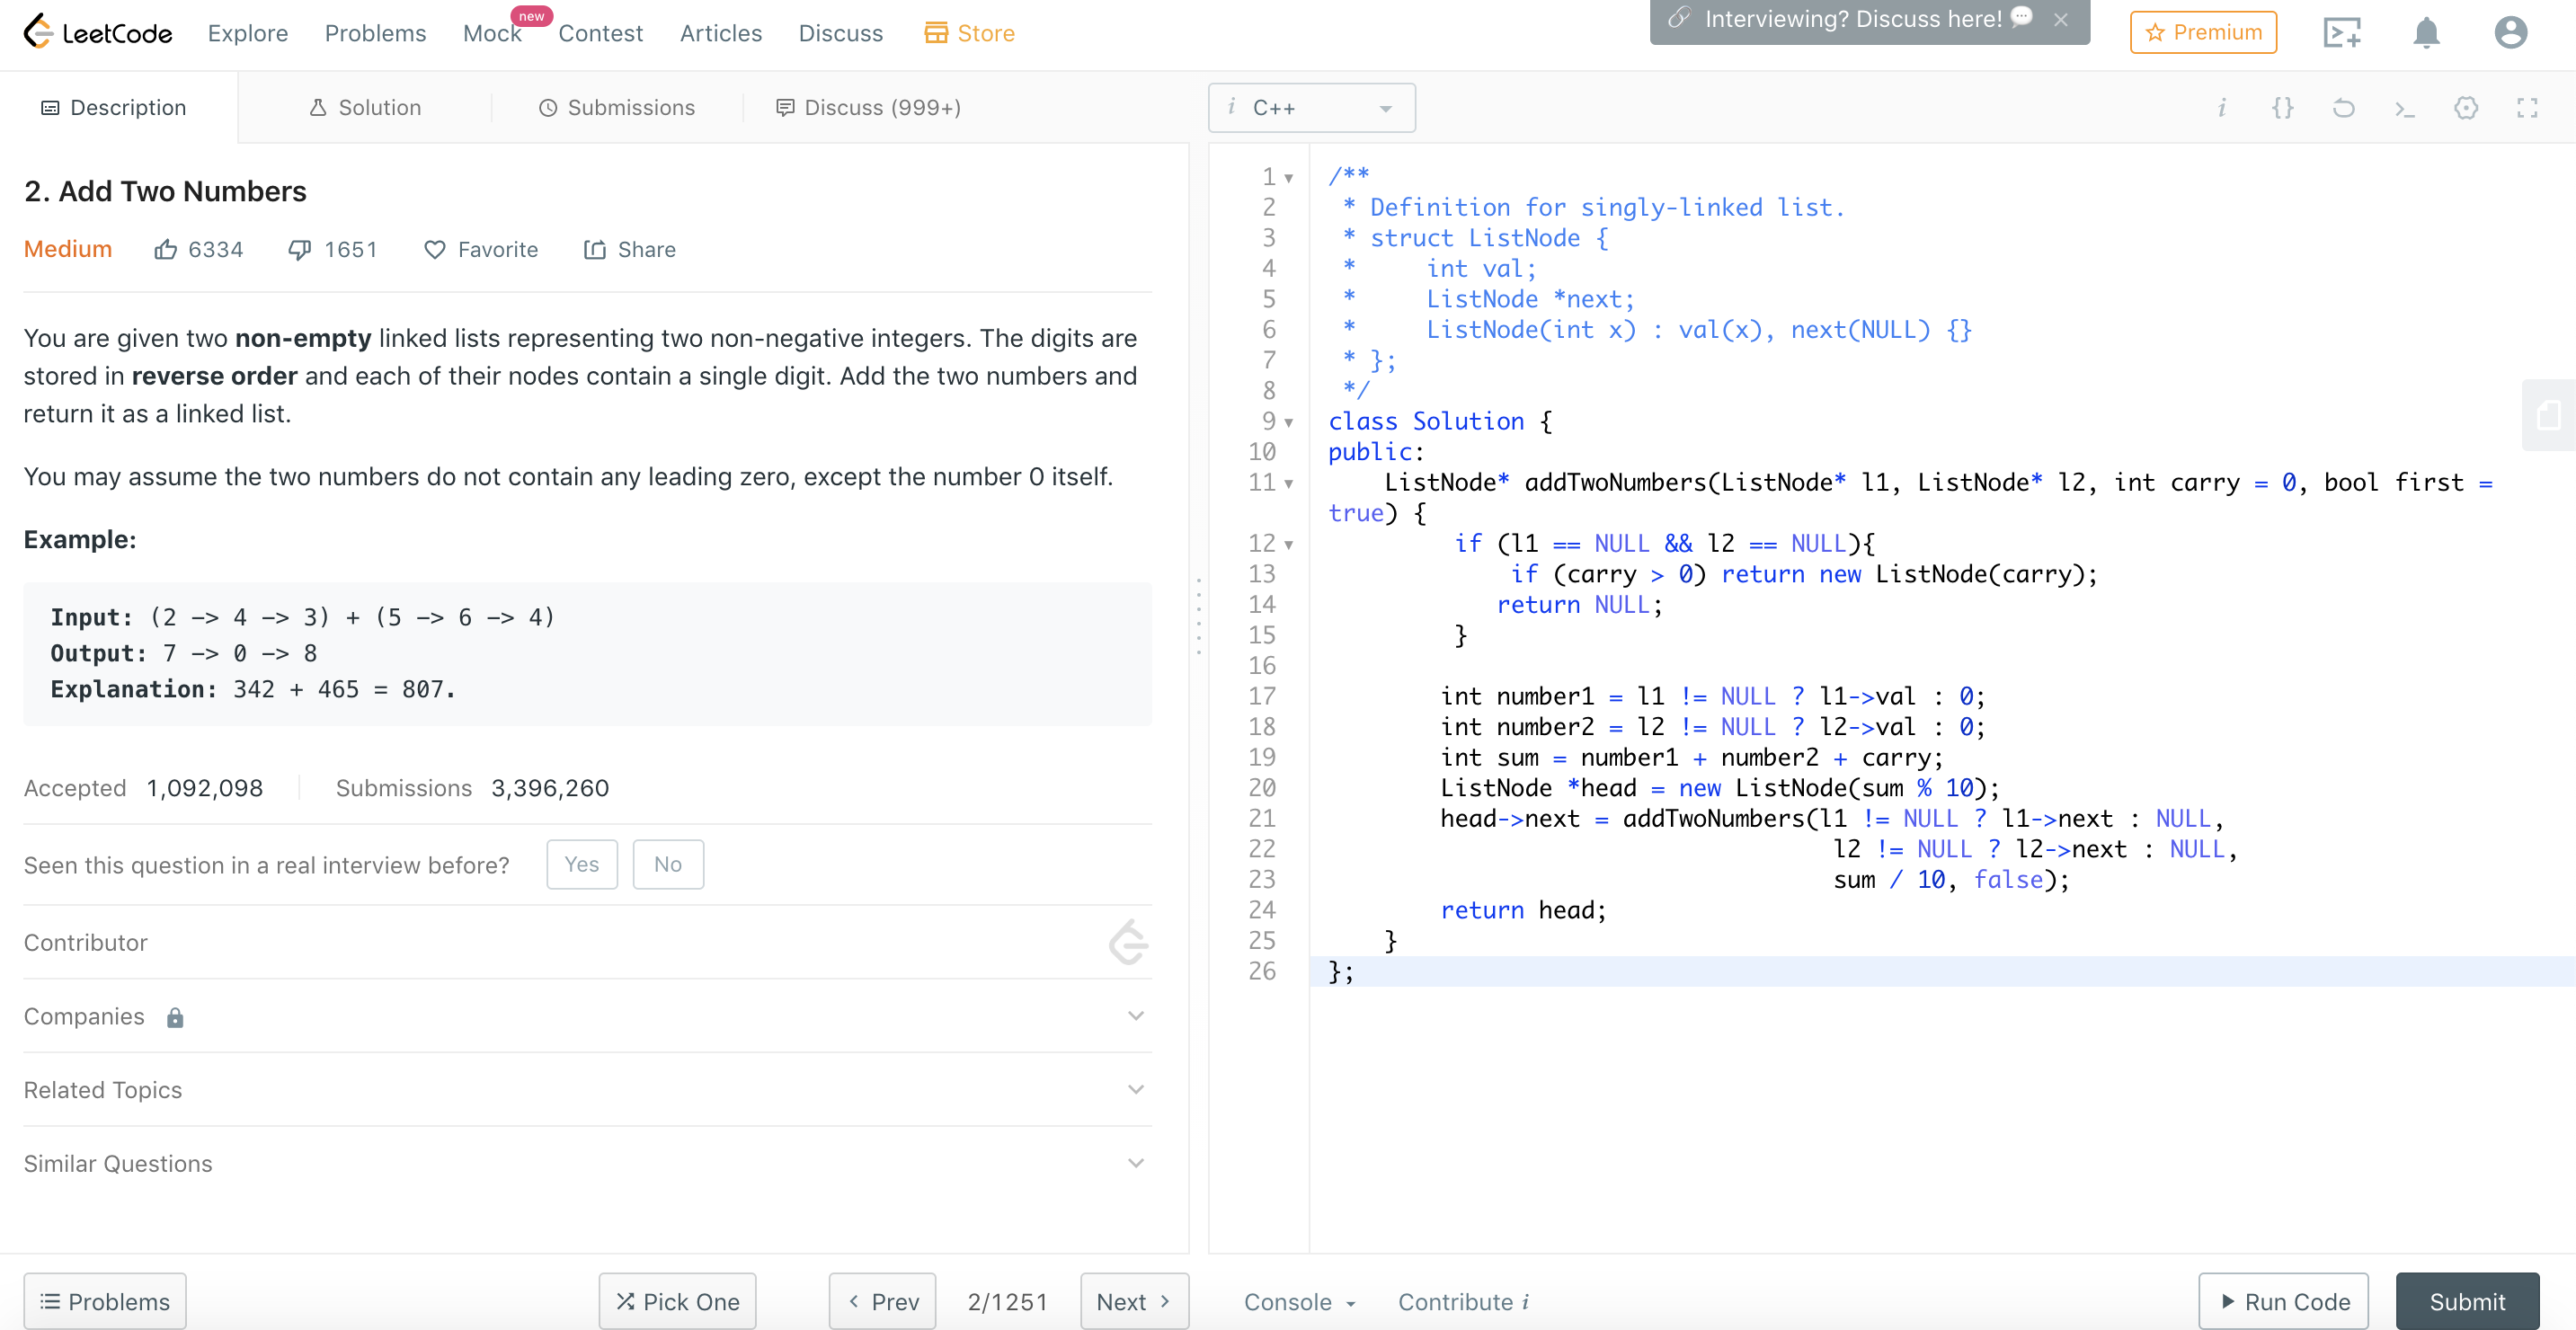 LeetCode Explore Problems Mock new Contest Articles Discuss Store Interviewing? Discuss here! 💬 × Premium
Description Solution Submissions Discuss (999+) i C++ i {}
2. Add Two Numbers
Medium 6334 1651 Favorite Share
You are given two non-empty linked lists representing two non-negative integers. The digits are
stored in reverse order and each of their nodes contain a single digit. Add the two numbers and
return it as a linked list.
You may assume the two numbers do not contain any leading zero, except the number 0 itself.
Example:
Input: (2 -> 4 -> 3) + (5 -> 6 -> 4)
Output: 7 -> 0 -> 8
Explanation: 342 + 465 = 807.
Accepted 1,092,098 Submissions 3,396,260
Seen this question in a real interview before? Yes No
Contributor
Companies
Related Topics
Similar Questions
1 /**
2  * Definition for singly-linked list.
3  * struct ListNode {
4  *     int val;
5  *     ListNode *next;
6  *     ListNode(int x) : val(x), next(NULL) {}
7  * };
8  */
9 class Solution {
10 public:
11     ListNode* addTwoNumbers(ListNode* l1, ListNode* l2, int carry = 0, bool first =
true) {
12          if (l1 == NULL && l2 == NULL){
13              if (carry > 0) return new ListNode(carry);
14             return NULL;
15          }
16
17         int number1 = l1 != NULL ? l1->val : 0;
18         int number2 = l2 != NULL ? l2->val : 0;
19         int sum = number1 + number2 + carry;
20         ListNode *head = new ListNode(sum % 10);
21         head->next = addTwoNumbers(l1 != NULL ? l1->next : NULL,
22                                     l2 != NULL ? l2->next : NULL,
23                                     sum / 10, false);
24         return head;
25     }
26 };
Problems Pick One Prev 2/1251 Next Console Contribute i Run Code Submit